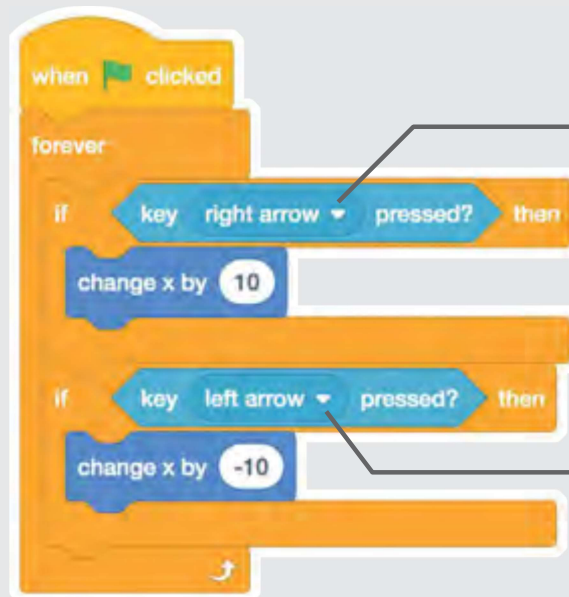 when clicked
forever
if key right arrow pressed? then
change x by 10
if key left arrow pressed? then
change x by -10